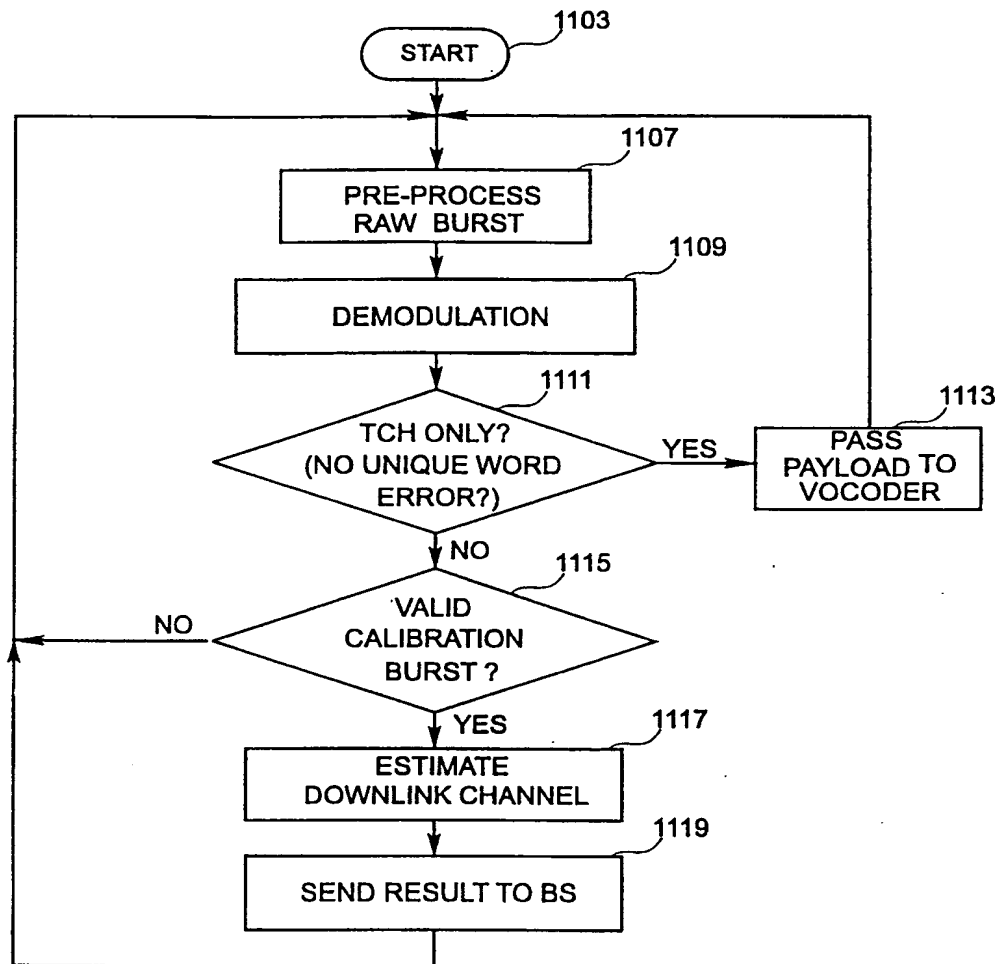 1103
START
1107
PRE-PROCESS
RAW BURST
1109
DEMODULATION
1111
TCH ONLY?
(NO UNIQUE WORD
ERROR?)
YES
1113
PASS
PAYLOAD TO
VOCODER
NO
1115
VALID
CALIBRATION
BURST ?
NO
YES
1117
ESTIMATE
DOWNLINK CHANNEL
1119
SEND RESULT TO BS